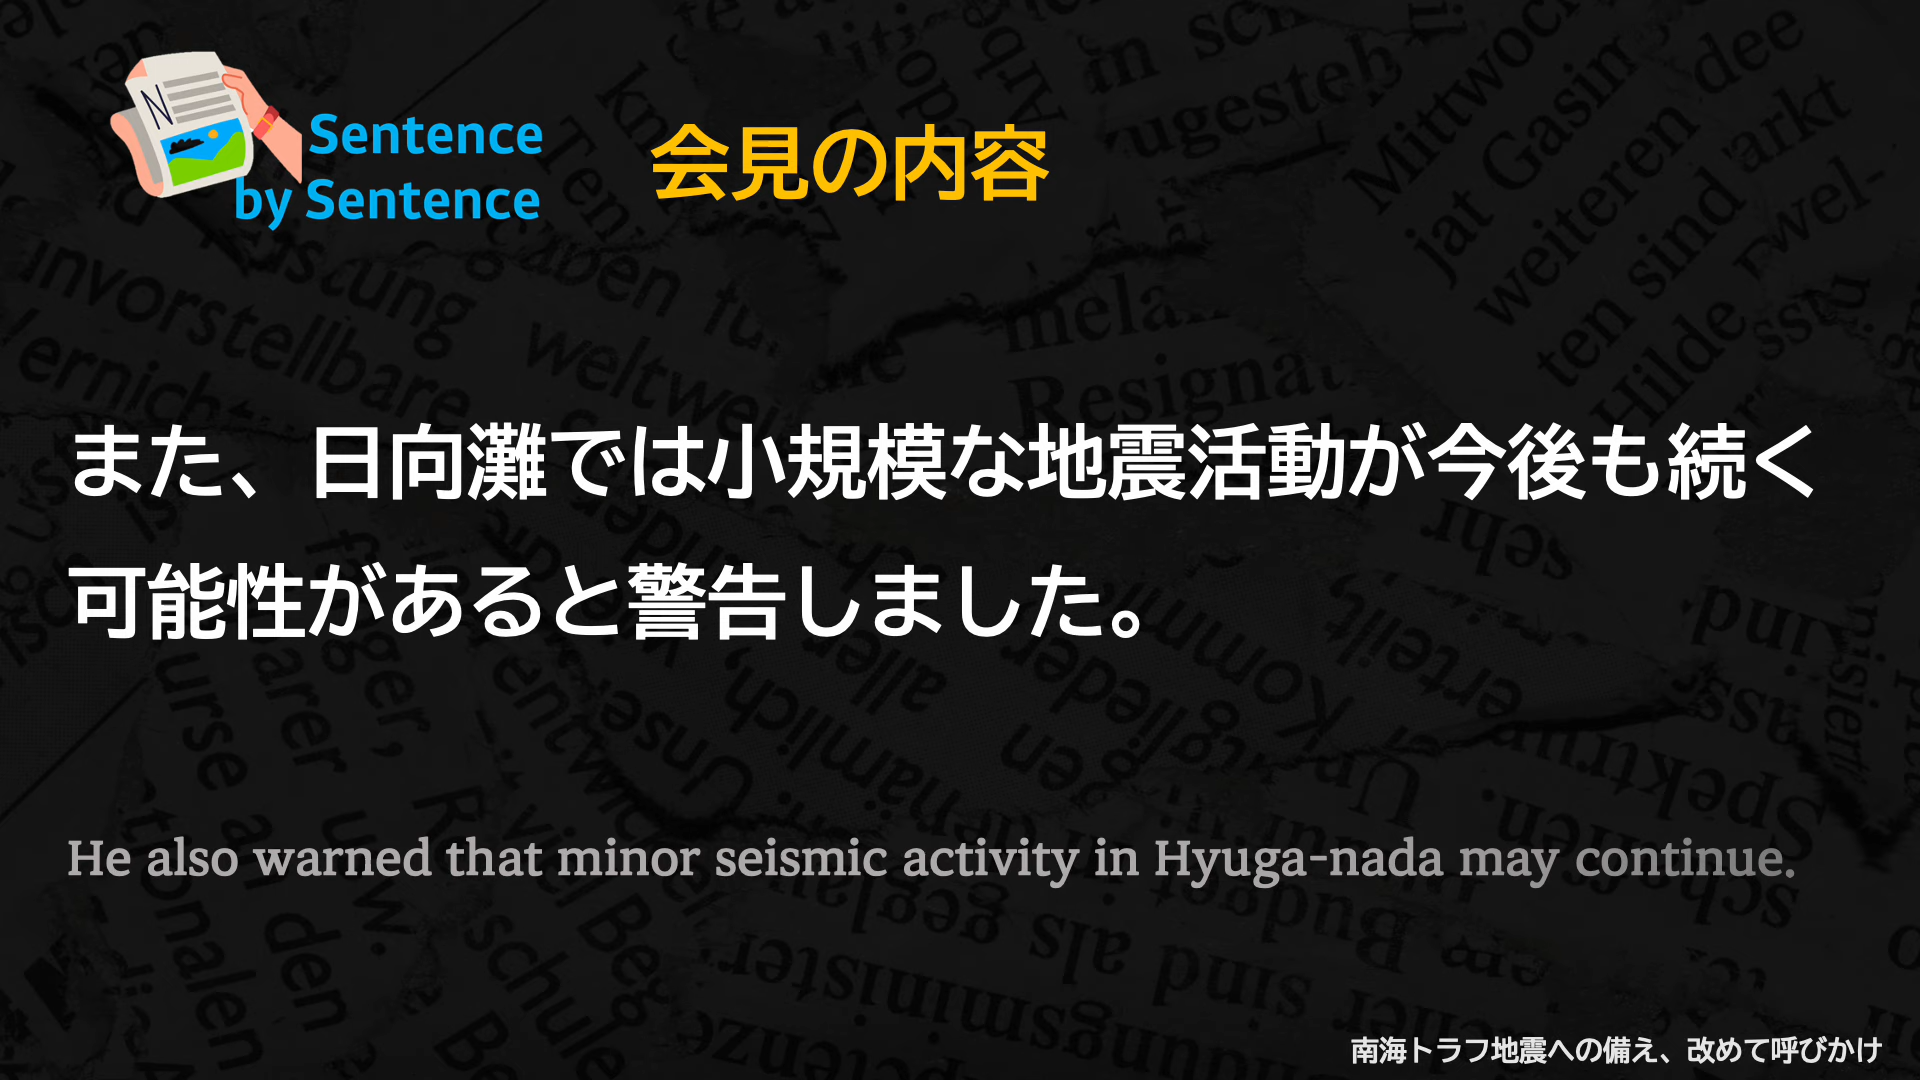 Sentence
by Sentence
会見の内容
また、日向灘では小規模な地震活動が今後も続く
可能性があると警告しました。
He also warned that minor seismic activity in Hyuga-nada may continue.
南海トラフ地震への備え、改めて呼びかけ